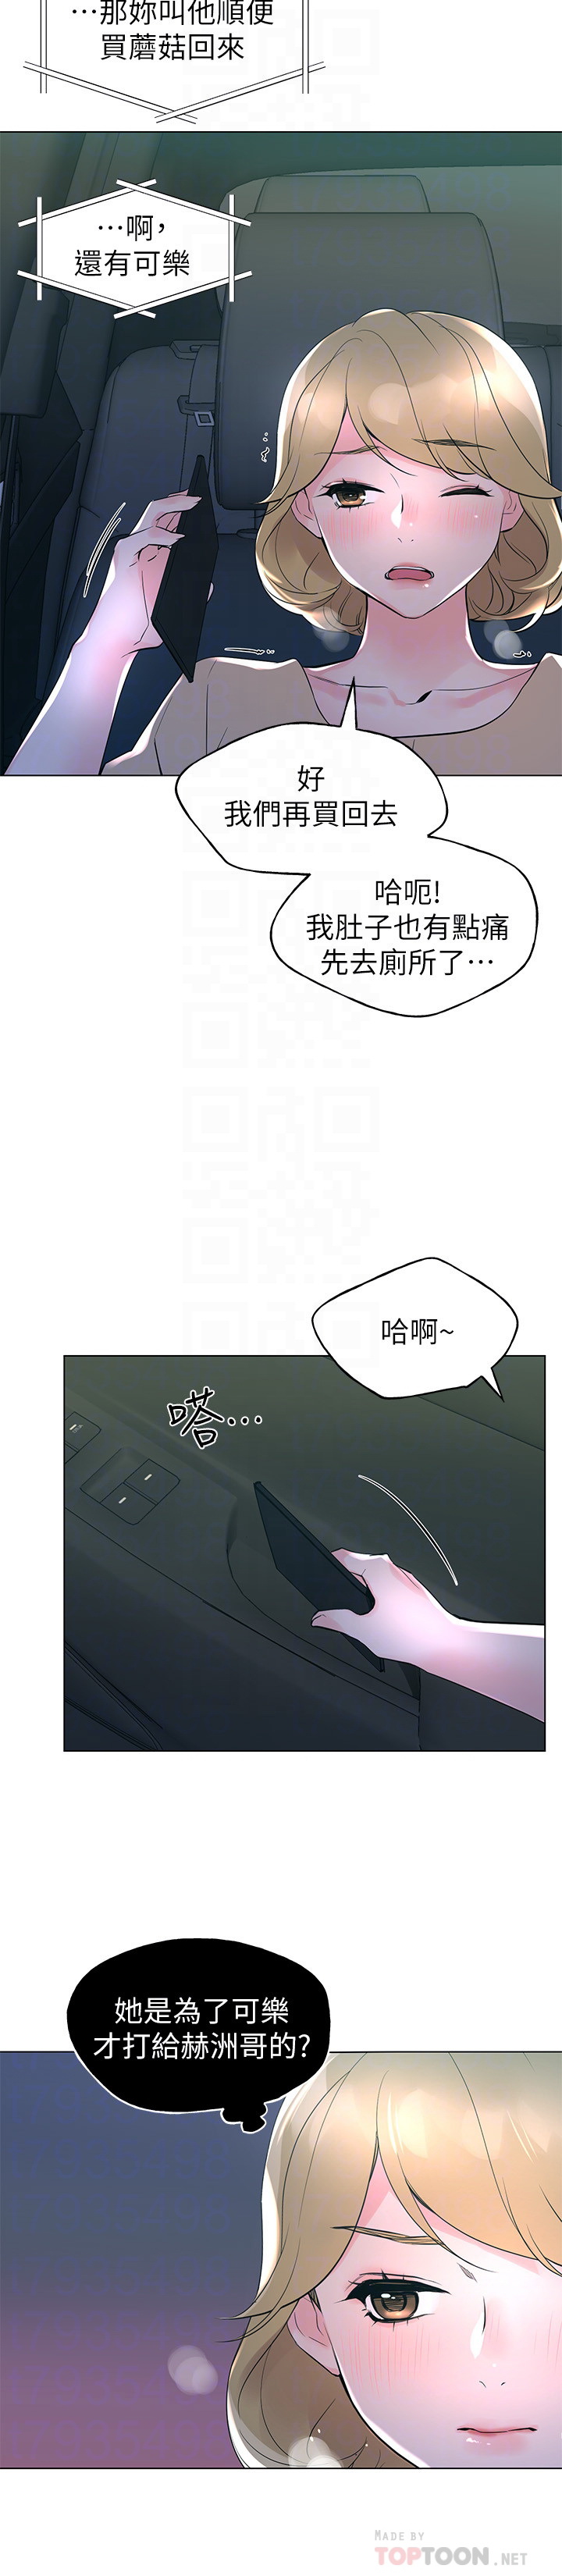 …那妳叫他順便
買蘑菇回來
…啊,
還有可樂
好
我們再買回去
哈呃!
我肚子也有點痛
先去廁所了…
哈啊~
嗒…
她是為了可樂
才打給赫洲哥的?
MADE BY
TOPTOON.NET